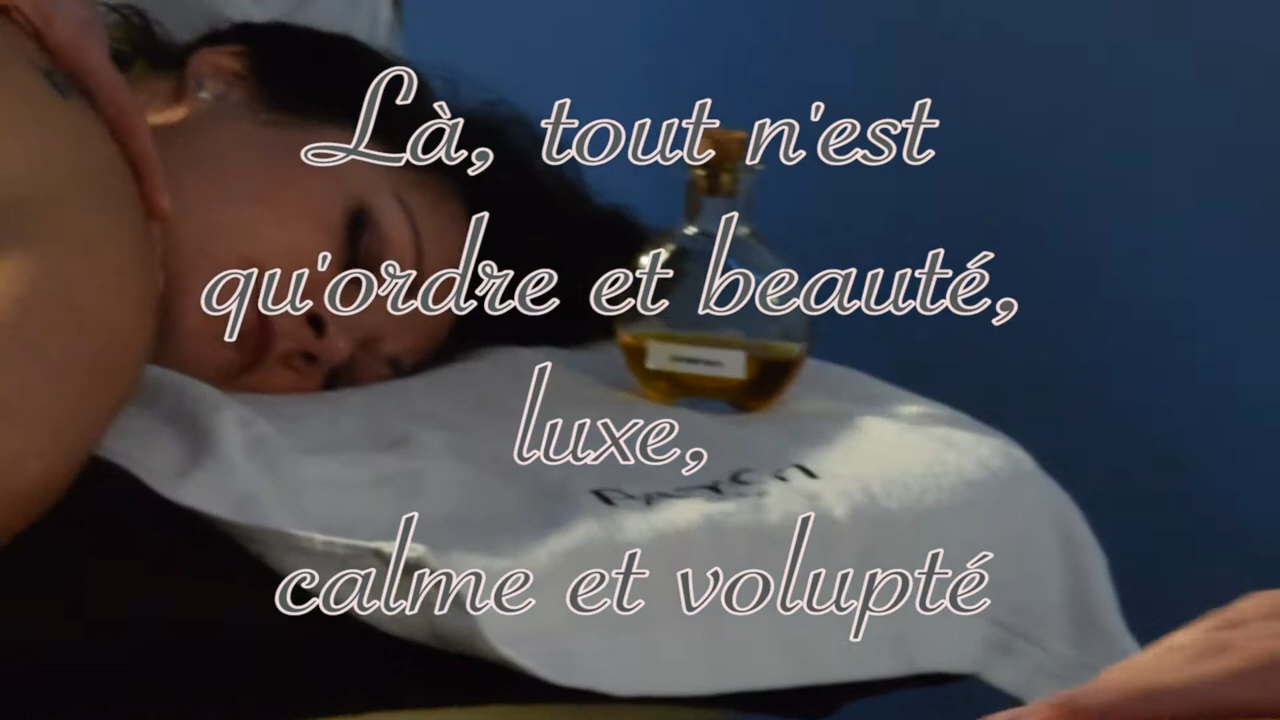 Là, tout n'est
qu'ordre et beauté,
luxe,
calme et volupté